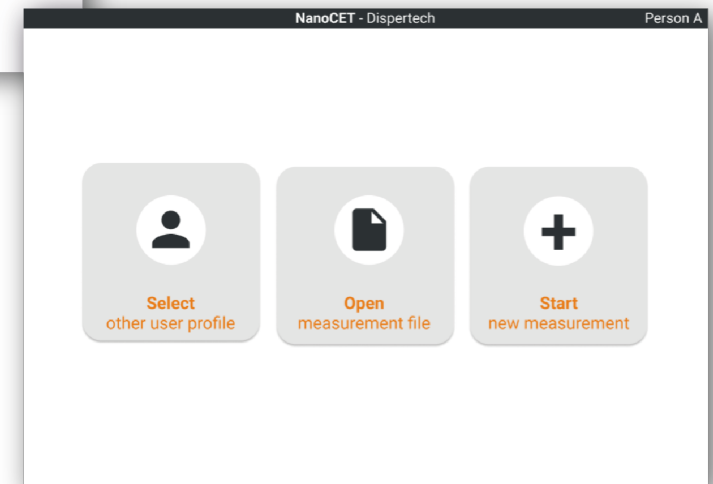 NanoCET - Dispertech
Person A
Select
other user profile
Open
measurement file
Start
new measurement